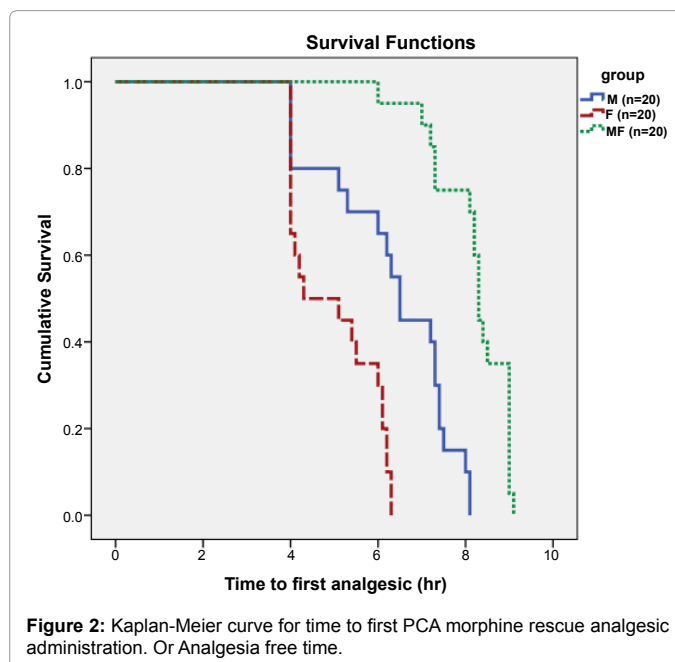 Survival Functions
group
M (n=20)
F (n=20)
MF (n=20)
Cumulative Survival
1.0
0.8
0.6
0.4
0.2
0.0
0 2 4 6 8 10
Time to first analgesic (hr)
Figure 2: Kaplan-Meier curve for time to first PCA morphine rescue analgesic
administration. Or Analgesia free time.